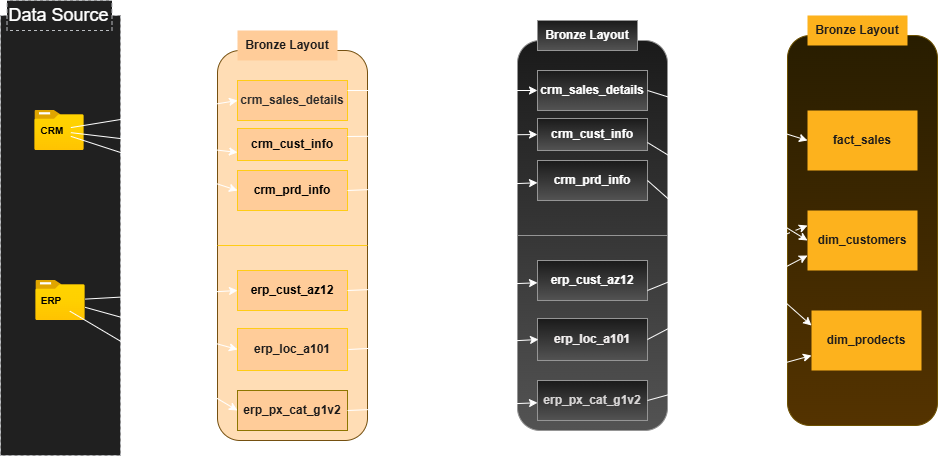 Data Source
CRM
ERP
Bronze Layout
crm_sales_details
crm_cust_info
crm_prd_info
erp_cust_az12
erp_loc_a101
erp_px_cat_g1v2
Bronze Layout
crm_sales_details
crm_cust_info
crm_prd_info
erp_cust_az12
erp_loc_a101
erp_px_cat_g1v2
Bronze Layout
fact_sales
dim_customers
dim_prodects